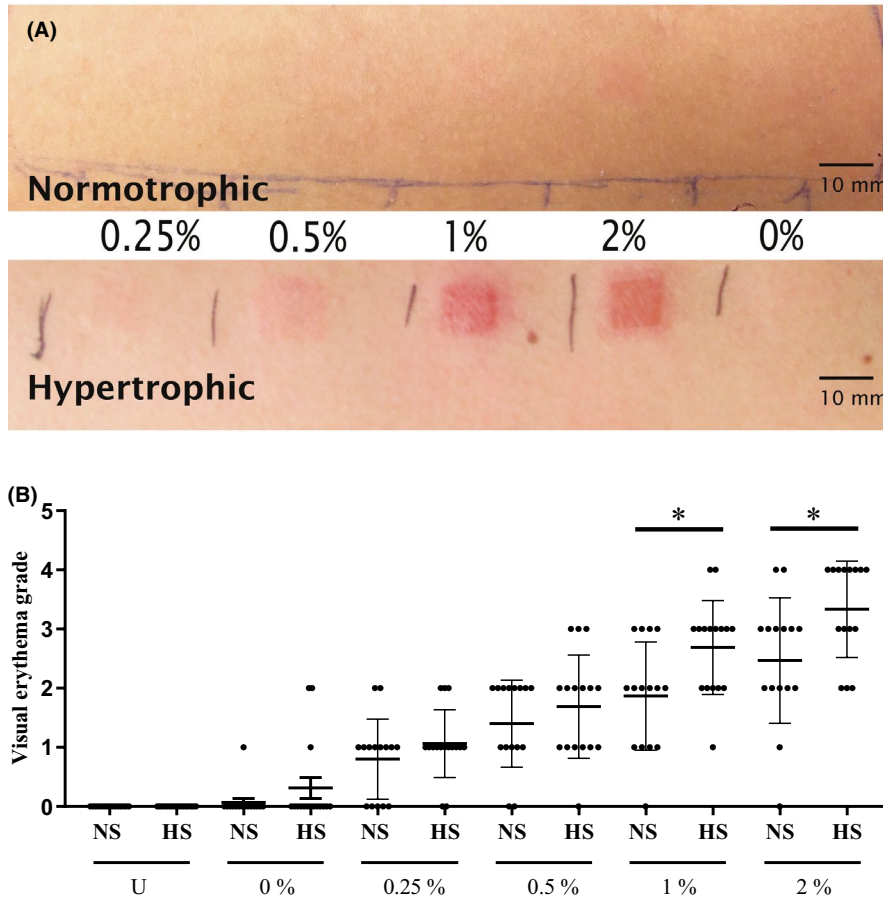 (A)
10 mm
Normotrophic
0.25% 0.5% 1% 2% 0%
10 mm
Hypertrophic
(B)
Visual erythema grade
5
4
3
2
1
0
* *
NS HS NS HS NS HS NS HS NS HS NS HS
U 0 % 0.25 % 0.5 % 1 % 2 %